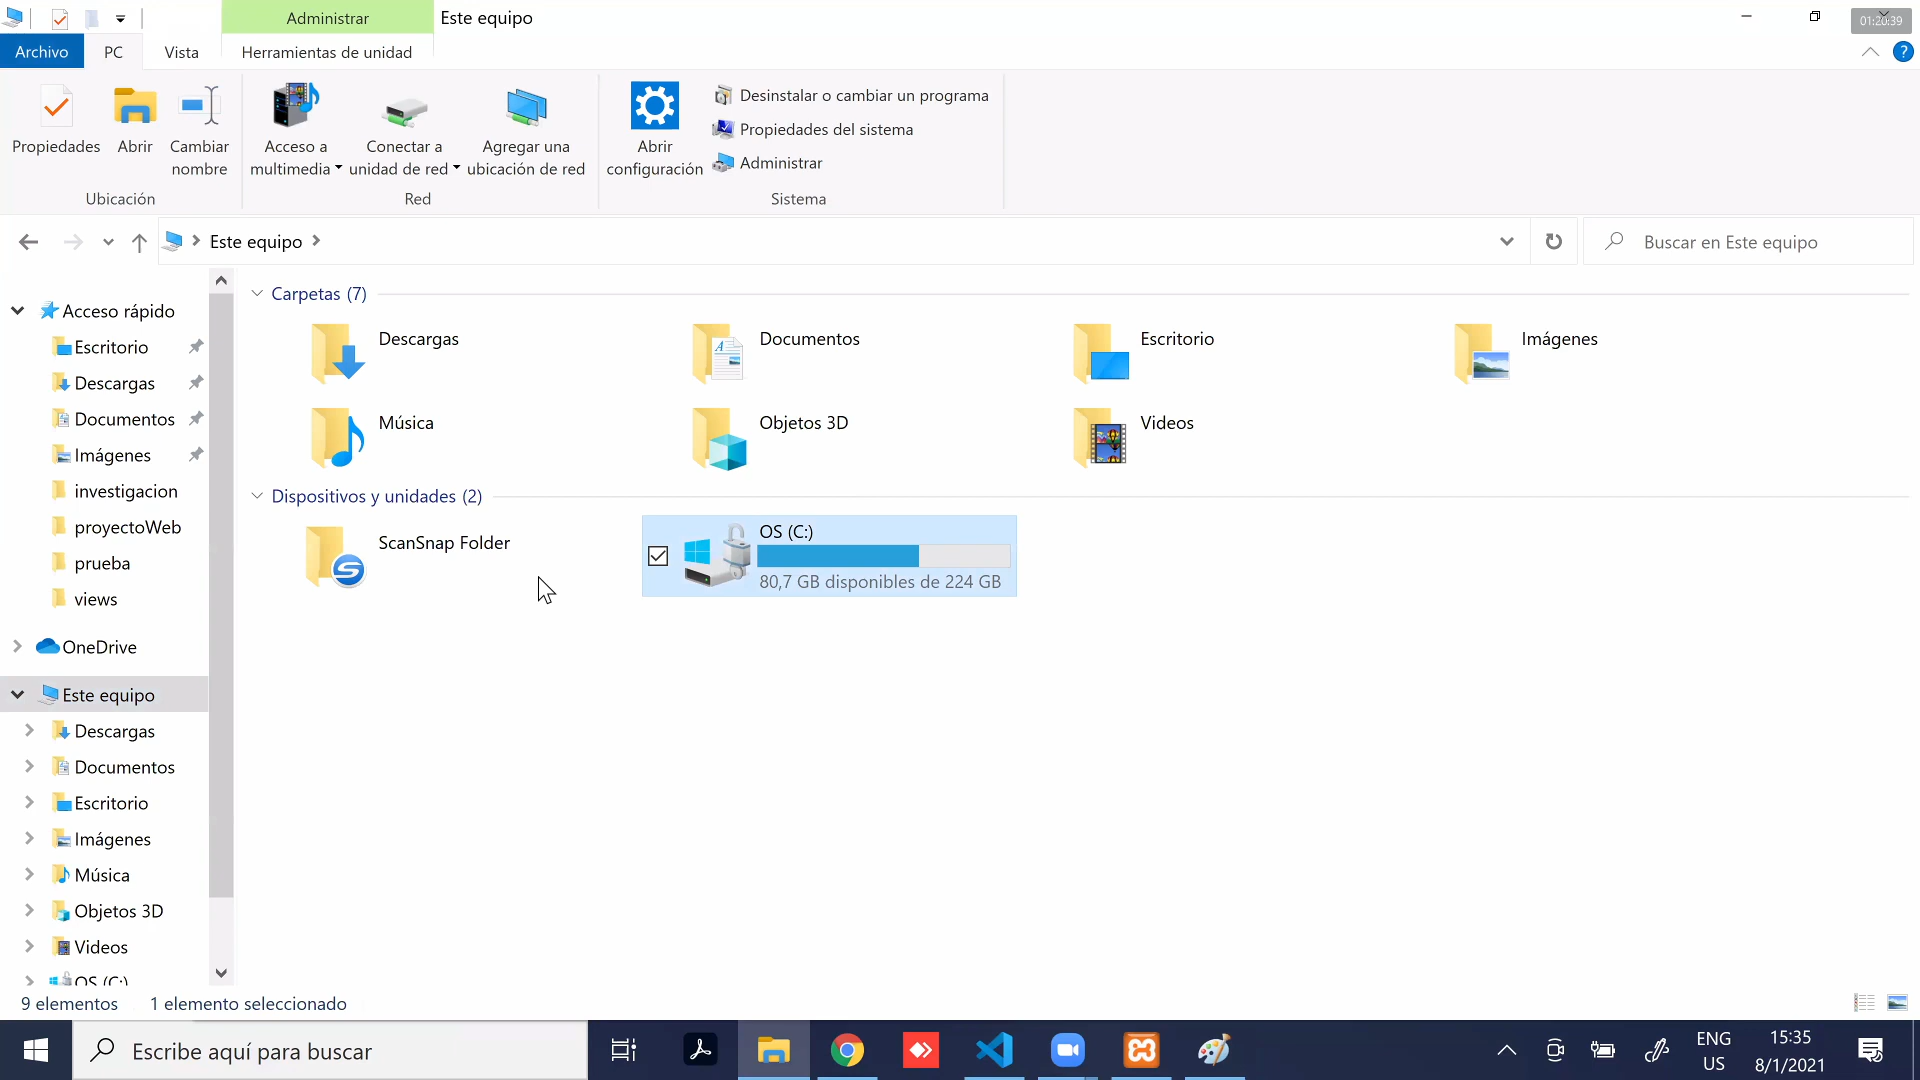 Administrar
Este equipo
01:20:39
Archivo
PC
Vista
Herramientas de unidad
?
Propiedades
Abrir
Cambiar
nombre
Ubicación
Acceso a
multimedia
Conectar a
unidad de red
Agregar una
ubicación de red
Red
Abrir
configuración
Desinstalar o cambiar un programa
Propiedades del sistema
Administrar
Sistema
Este equipo
Buscar en Este equipo
Acceso rápido
Escritorio
Descargas
Documentos
Imágenes
investigacion
proyectoWeb
prueba
views
OneDrive
Este equipo
Descargas
Documentos
Escritorio
Imágenes
Música
Objetos 3D
Videos
OS (C:)
Carpetas (7)
Descargas
Documentos
Escritorio
Imágenes
Música
Objetos 3D
Videos
Dispositivos y unidades (2)
ScanSnap Folder
OS (C:)
80,7 GB disponibles de 224 GB
9 elementos
1 elemento seleccionado
Escribe aquí para buscar
ENG
US
15:35
8/1/2021